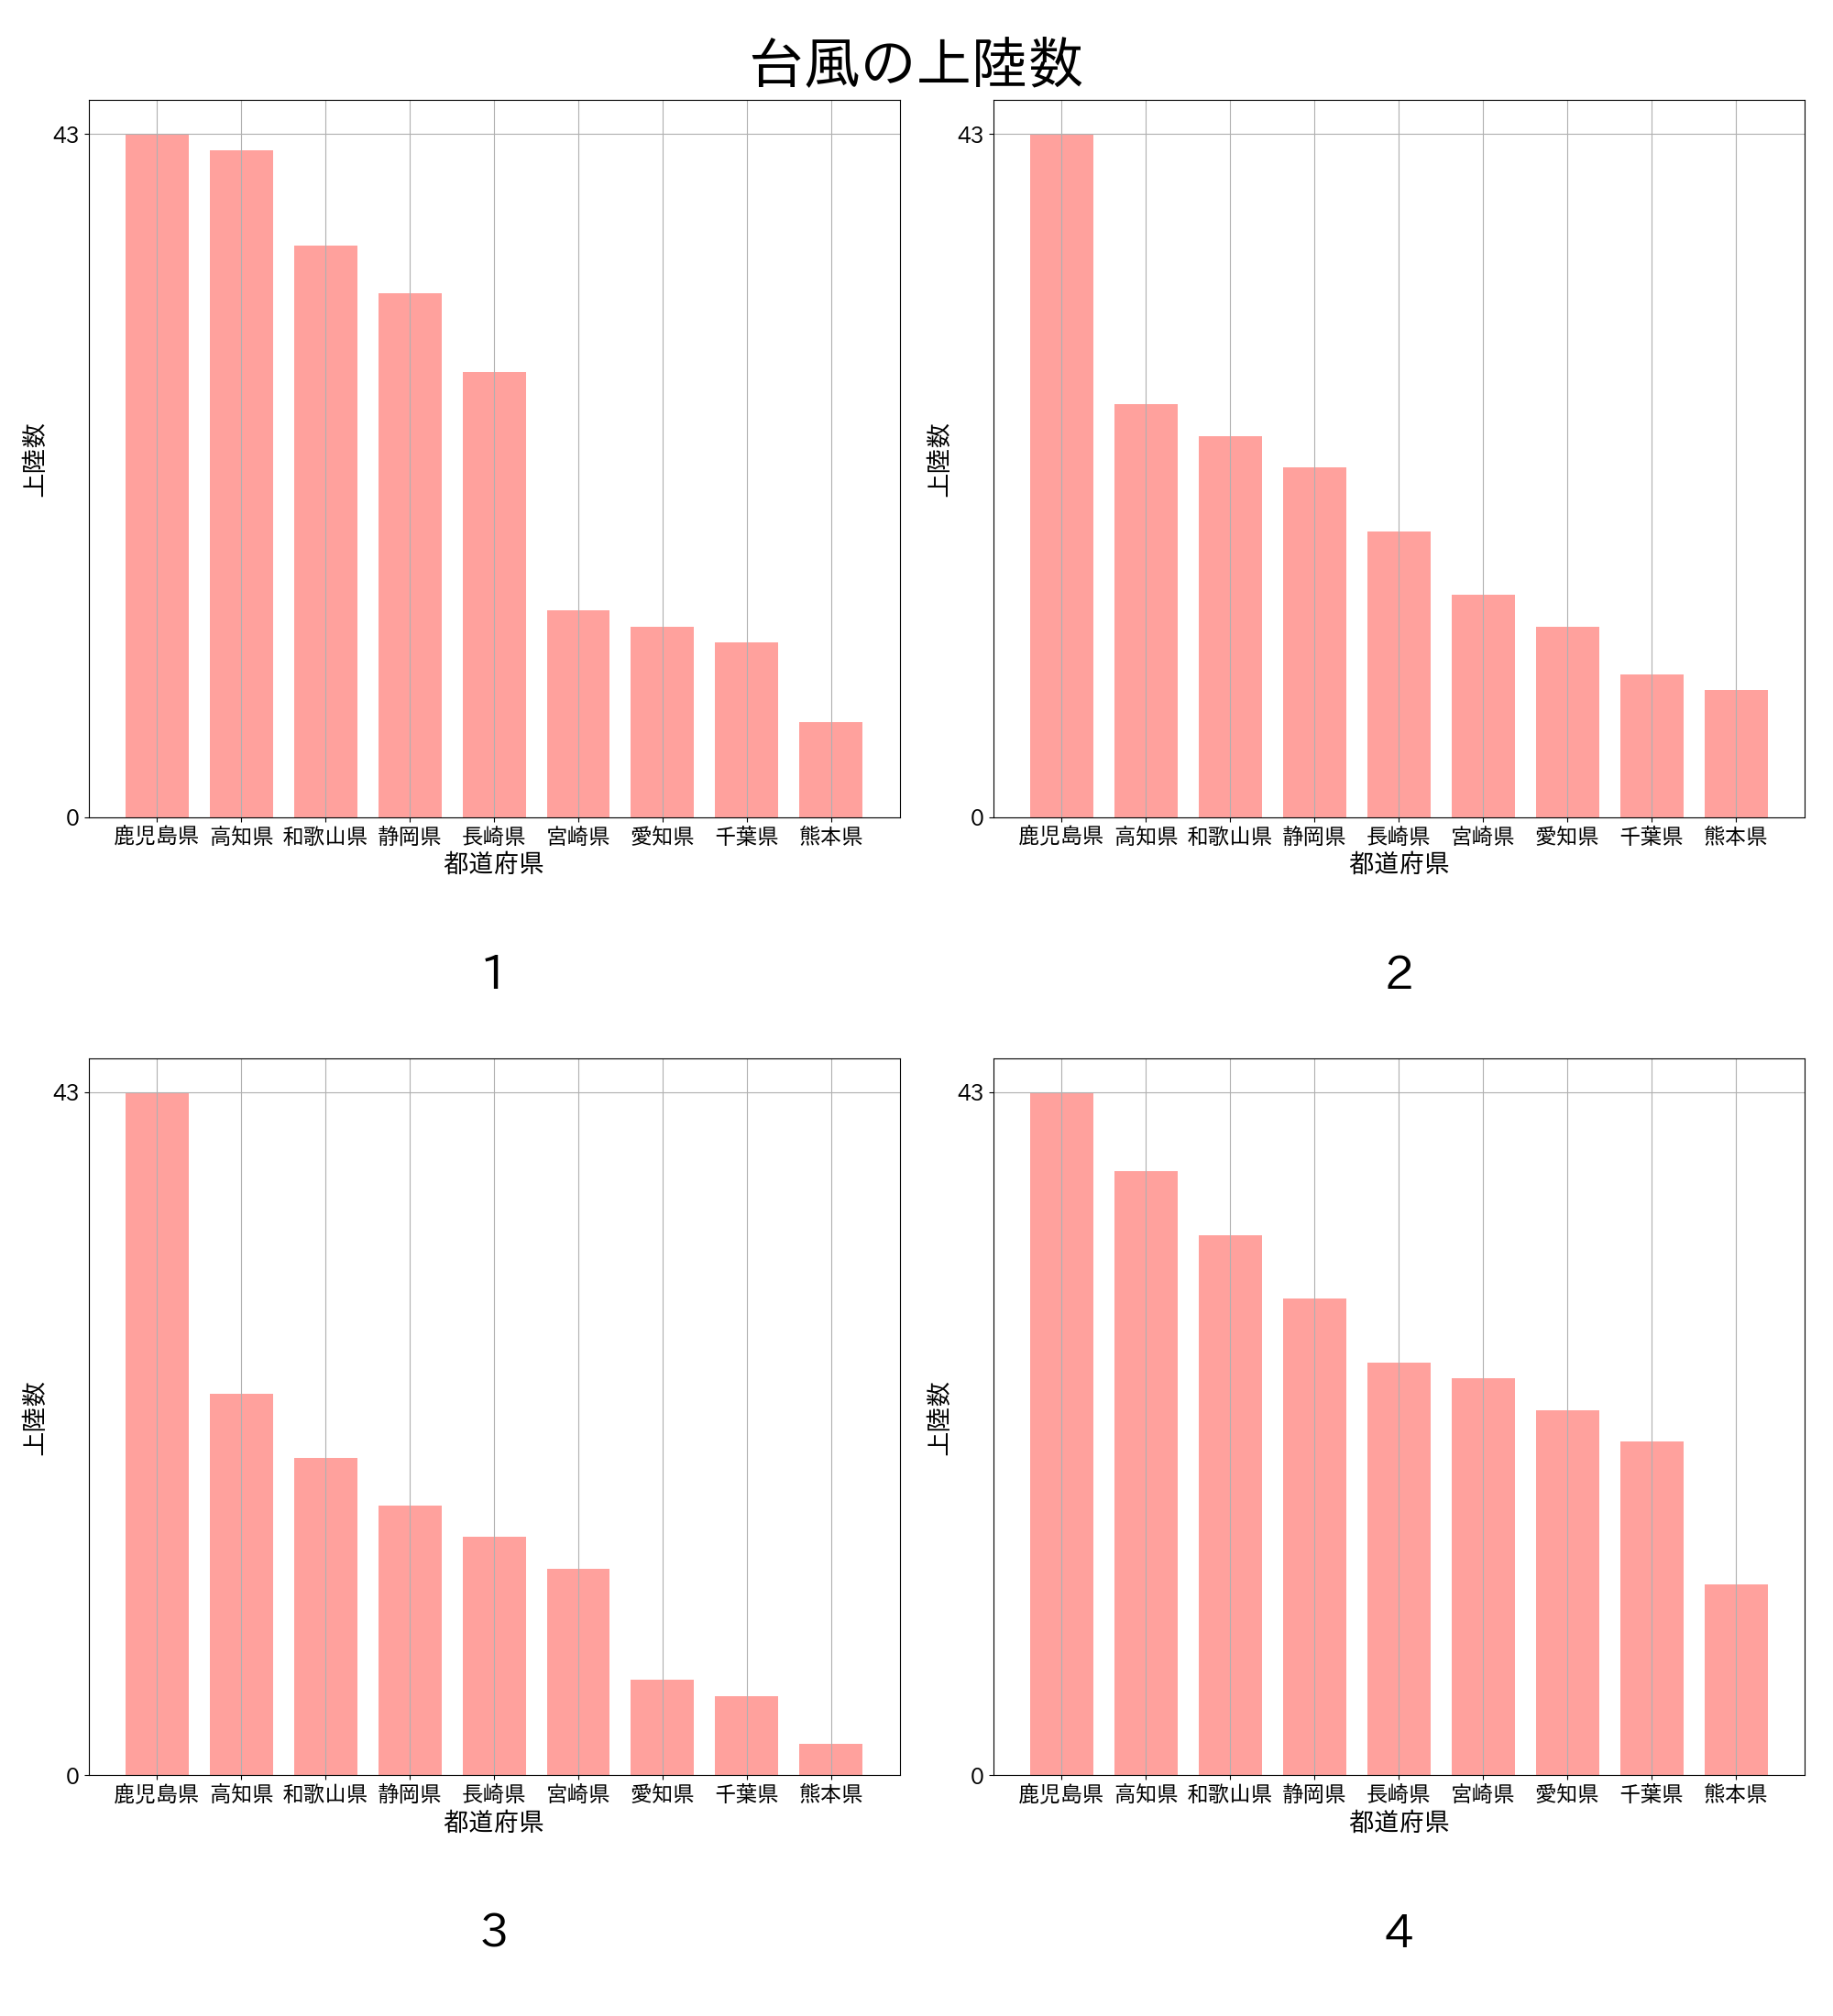 台風の上陸数
43
0
上陸数
鹿児島県 高知県 和歌山県 静岡県 長崎県 宮崎県 愛知県 千葉県 熊本県
都道府県
1
43
0
上陸数
鹿児島県 高知県 和歌山県 静岡県 長崎県 宮崎県 愛知県 千葉県 熊本県
都道府県
2
43
0
上陸数
鹿児島県 高知県 和歌山県 静岡県 長崎県 宮崎県 愛知県 千葉県 熊本県
都道府県
3
43
0
上陸数
鹿児島県 高知県 和歌山県 静岡県 長崎県 宮崎県 愛知県 千葉県 熊本県
都道府県
4